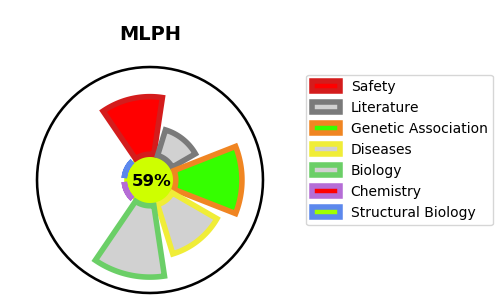 MLPH
59%
Safety
Literature
Genetic Association
Diseases
Biology
Chemistry
Structural Biology